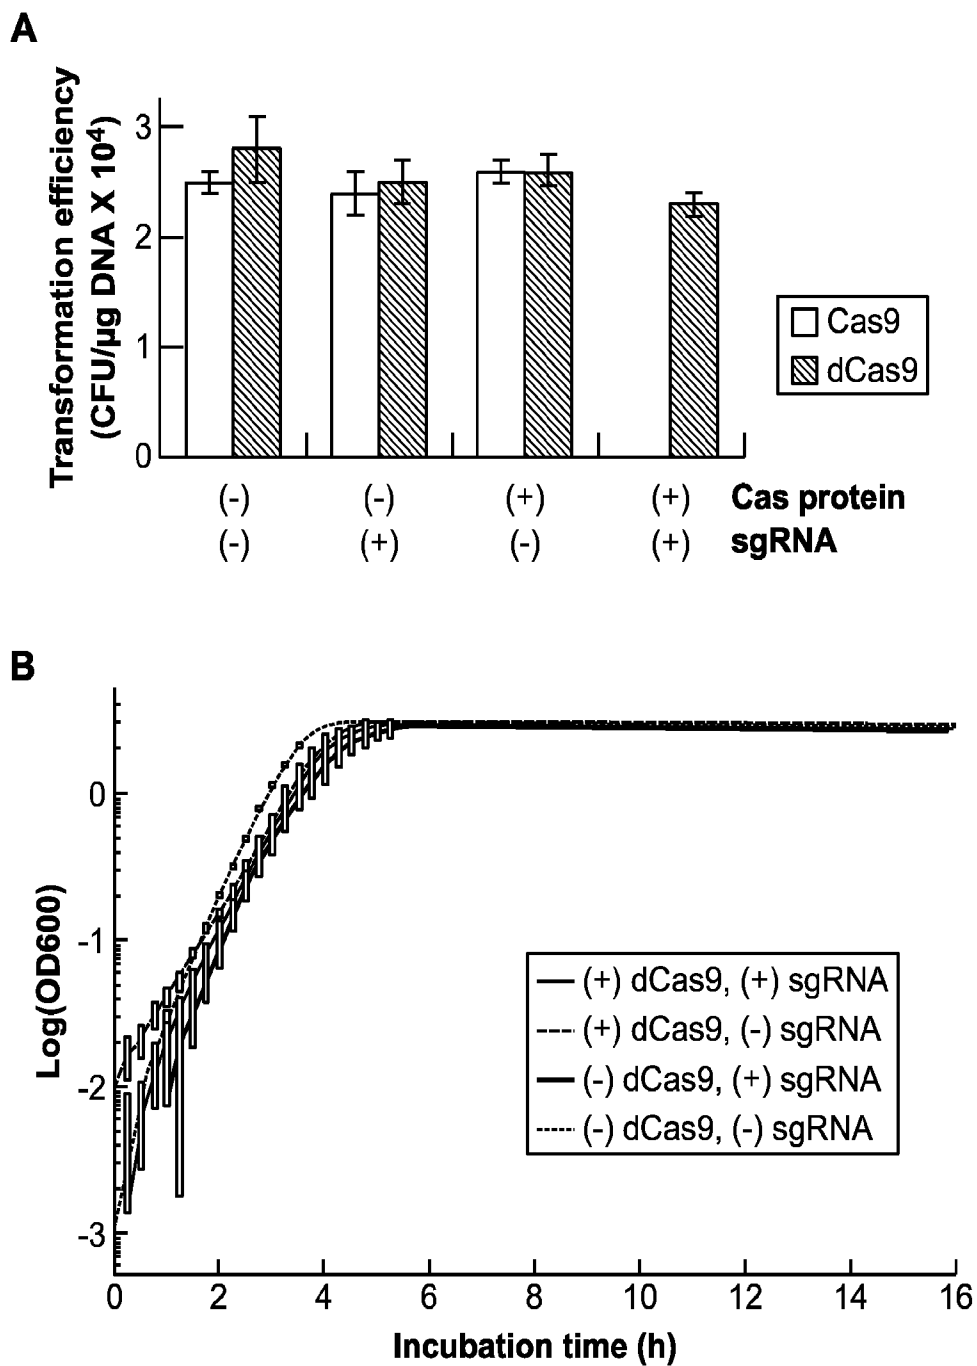 A
Transformation efficiency
(CFU/µg DNA X 10⁴)
3
2
1
0
Cas9
dCas9
(-) (-) (+) (+) Cas protein
(-) (+) (-) (+) sgRNA
B
Log(OD600)
0
-1
-2
-3
(+) dCas9, (+) sgRNA
(+) dCas9, (-) sgRNA
(-) dCas9, (+) sgRNA
(-) dCas9, (-) sgRNA
0 2 4 6 8 10 12 14 16
Incubation time (h)